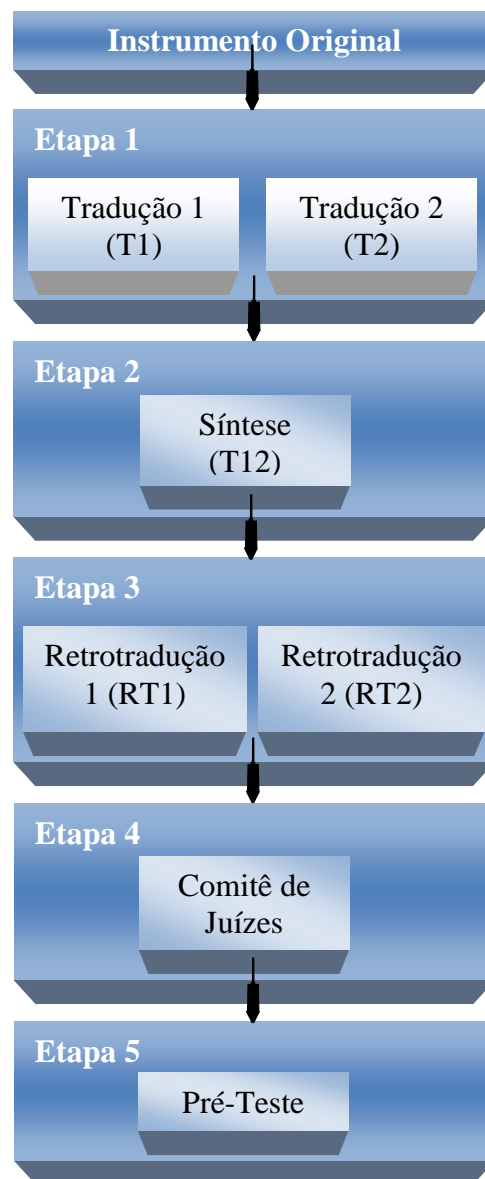 Instrumento Original
Etapa 1
Tradução 1
(T1)
Tradução 2
(T2)
Etapa 2
Síntese
(T12)
Etapa 3
Retrotradução
1 (RT1)
Retrotradução
2 (RT2)
Etapa 4
Comitê de
Juízes
Etapa 5
Pré-Teste